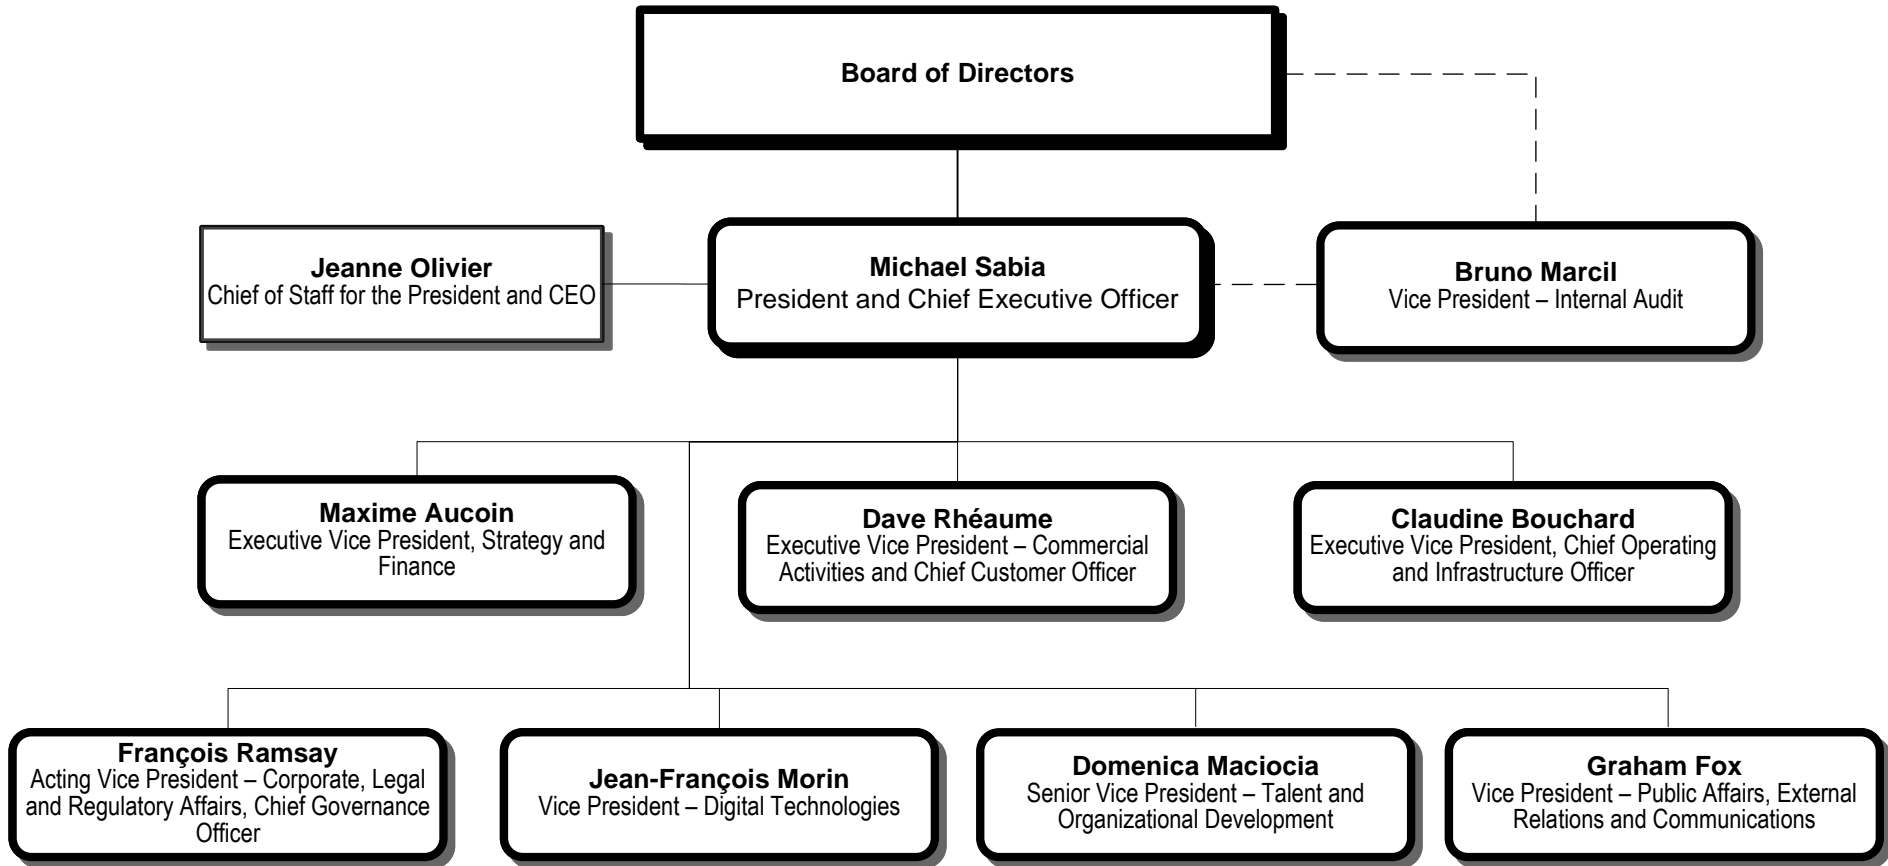 Board of Directors
Jeanne Olivier
Chief of Staff for the President and CEO
Michael Sabia
President and Chief Executive Officer
Bruno Marcil
Vice President – Internal Audit
Maxime Aucoin
Executive Vice President, Strategy and
Finance
Dave Rhéaume
Executive Vice President – Commercial
Activities and Chief Customer Officer
Claudine Bouchard
Executive Vice President, Chief Operating
and Infrastructure Officer
François Ramsay
Acting Vice President – Corporate, Legal
and Regulatory Affairs, Chief Governance
Officer
Jean-François Morin
Vice President – Digital Technologies
Domenica Maciocia
Senior Vice President – Talent and
Organizational Development
Graham Fox
Vice President – Public Affairs, External
Relations and Communications